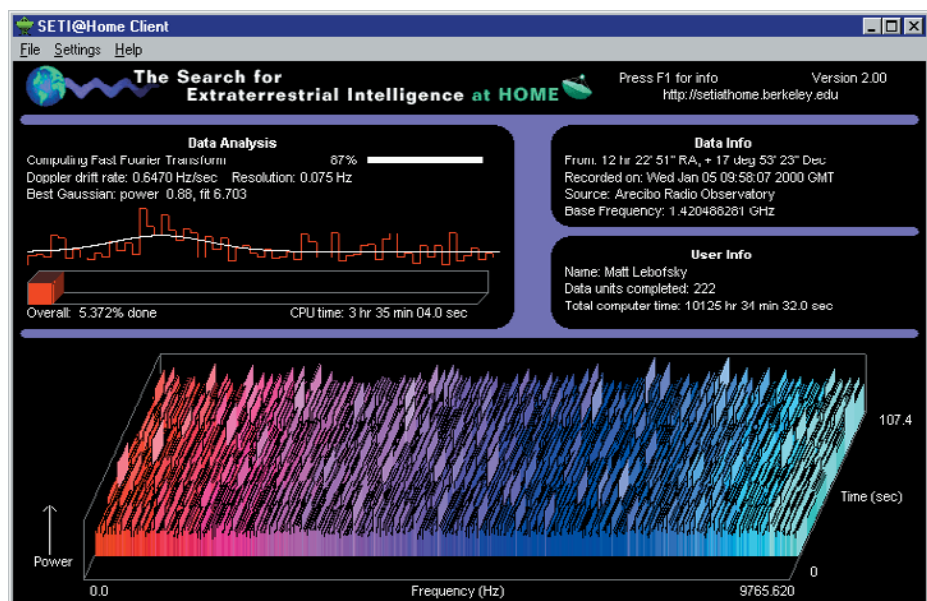 SETI@Home Client
File Settings Help
The Search for
Extraterrestrial Intelligence at HOME
Press F1 for info Version 2.00
http://setiathome.berkeley.edu
Data Analysis
Computing Fast Fourier Transform 87%
Doppler drift rate: 0.6470 Hz/sec Resolution: 0.075 Hz
Best Gaussian: power 0.88, fit 6.703
Overall: 5.372% done CPU time: 3 hr 35 min 04.0 sec
Data Info
From: 12 hr 22' 51" RA, + 17 deg 53' 23" Dec
Recorded on: Wed Jan 05 09:58:07 2000 GMT
Source: Arecibo Radio Observatory
Base Frequency: 1.420488281 GHz
User Info
Name: Matt Lebofsky
Data units completed: 222
Total computer time: 10125 hr 34 min 32.0 sec
107.4
Time (sec)
Power
0
0.0 Frequency (Hz) 9765.620